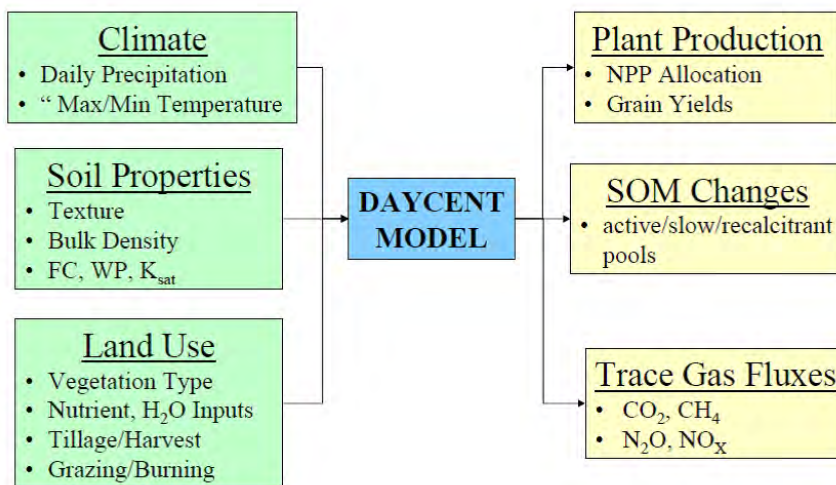 Climate
• Daily Precipitation
• “ Max/Min Temperature
Soil Properties
• Texture
• Bulk Density
• FC, WP, Ksat
Land Use
• Vegetation Type
• Nutrient, H2O Inputs
• Tillage/Harvest
• Grazing/Burning
DAYCENT
MODEL
Plant Production
• NPP Allocation
• Grain Yields
SOM Changes
• active/slow/recalcitrant
pools
Trace Gas Fluxes
• CO2, CH4
• N2O, NOX